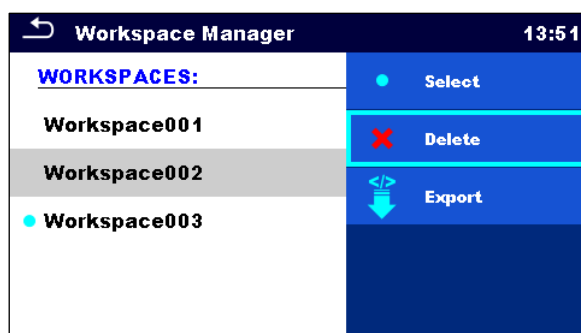 Workspace Manager 13:51
WORKSPACES:
Workspace001
Workspace002
Workspace003
Select
Delete
</>
Export